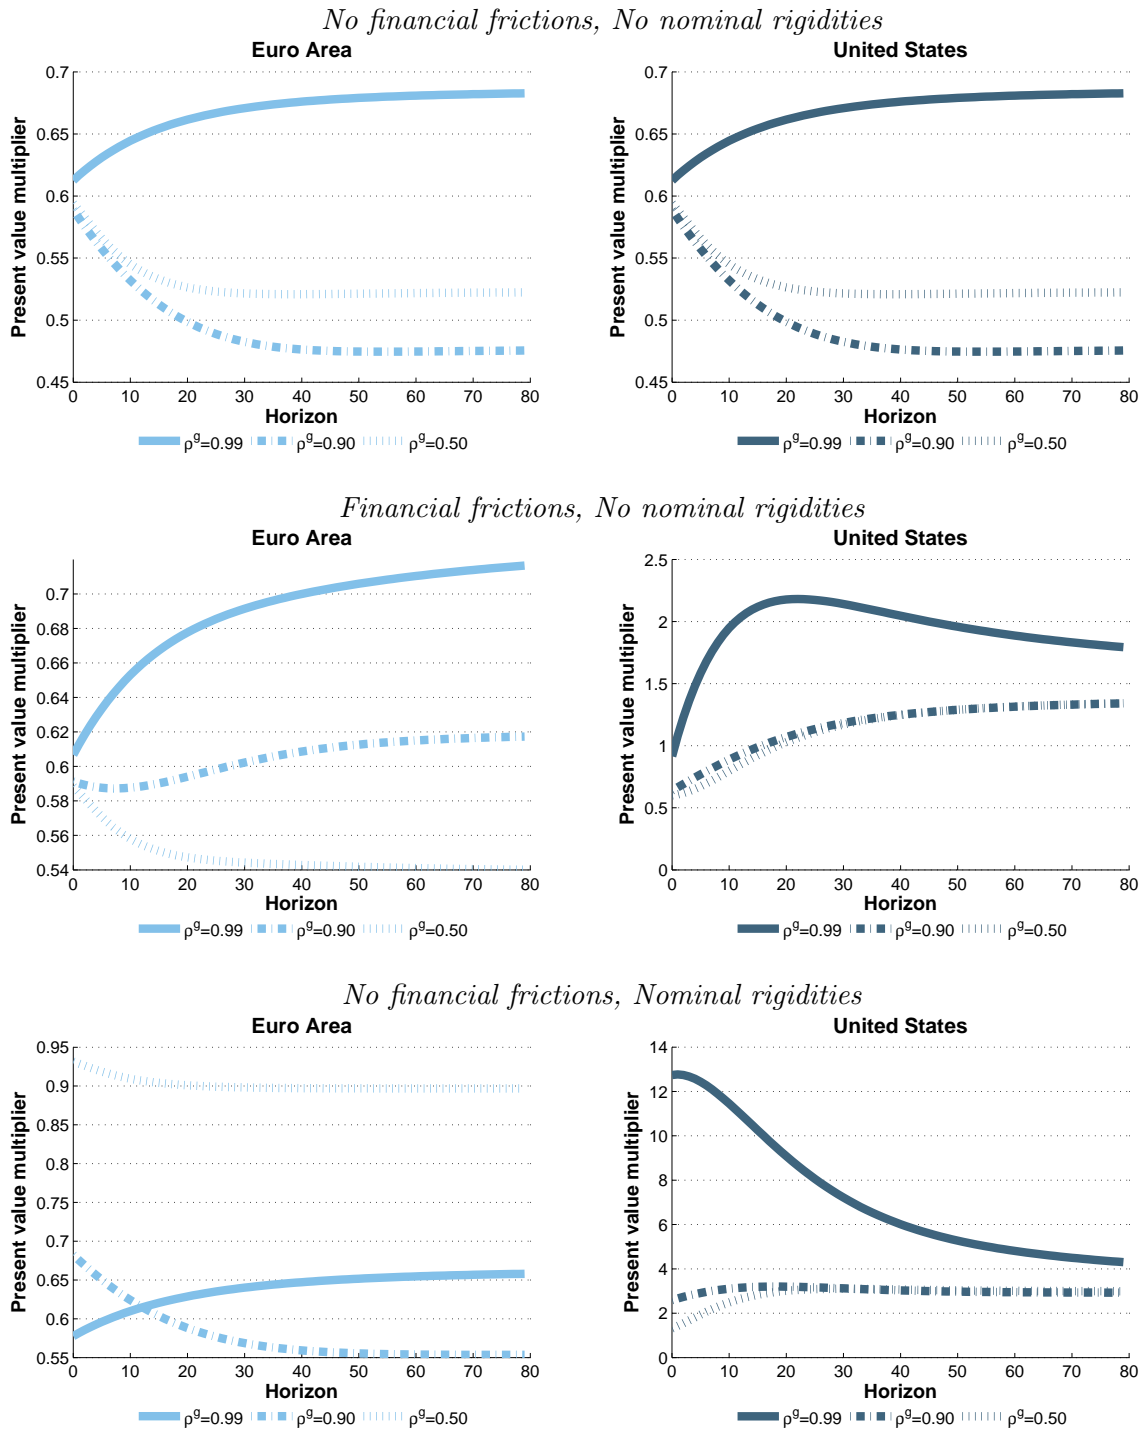 No financial frictions, No nominal rigidities
Euro Area
Present value multiplier
0.7
0.65
0.6
0.55
0.5
0.45
0 10 20 30 40 50 60 70 80
Horizon
ρg=0.99 ρg=0.90 ρg=0.50
United States
Present value multiplier
0.7
0.65
0.6
0.55
0.5
0.45
0 10 20 30 40 50 60 70 80
Horizon
ρg=0.99 ρg=0.90 ρg=0.50
Financial frictions, No nominal rigidities
Euro Area
Present value multiplier
0.7
0.68
0.66
0.64
0.62
0.6
0.58
0.56
0.54
0 10 20 30 40 50 60 70 80
Horizon
ρg=0.99 ρg=0.90 ρg=0.50
United States
Present value multiplier
2.5
2
1.5
1
0.5
0
0 10 20 30 40 50 60 70 80
Horizon
ρg=0.99 ρg=0.90 ρg=0.50
No financial frictions, Nominal rigidities
Euro Area
Present value multiplier
0.95
0.9
0.85
0.8
0.75
0.7
0.65
0.6
0.55
0 10 20 30 40 50 60 70 80
Horizon
ρg=0.99 ρg=0.90 ρg=0.50
United States
Present value multiplier
14
12
10
8
6
4
2
0
0 10 20 30 40 50 60 70 80
Horizon
ρg=0.99 ρg=0.90 ρg=0.50